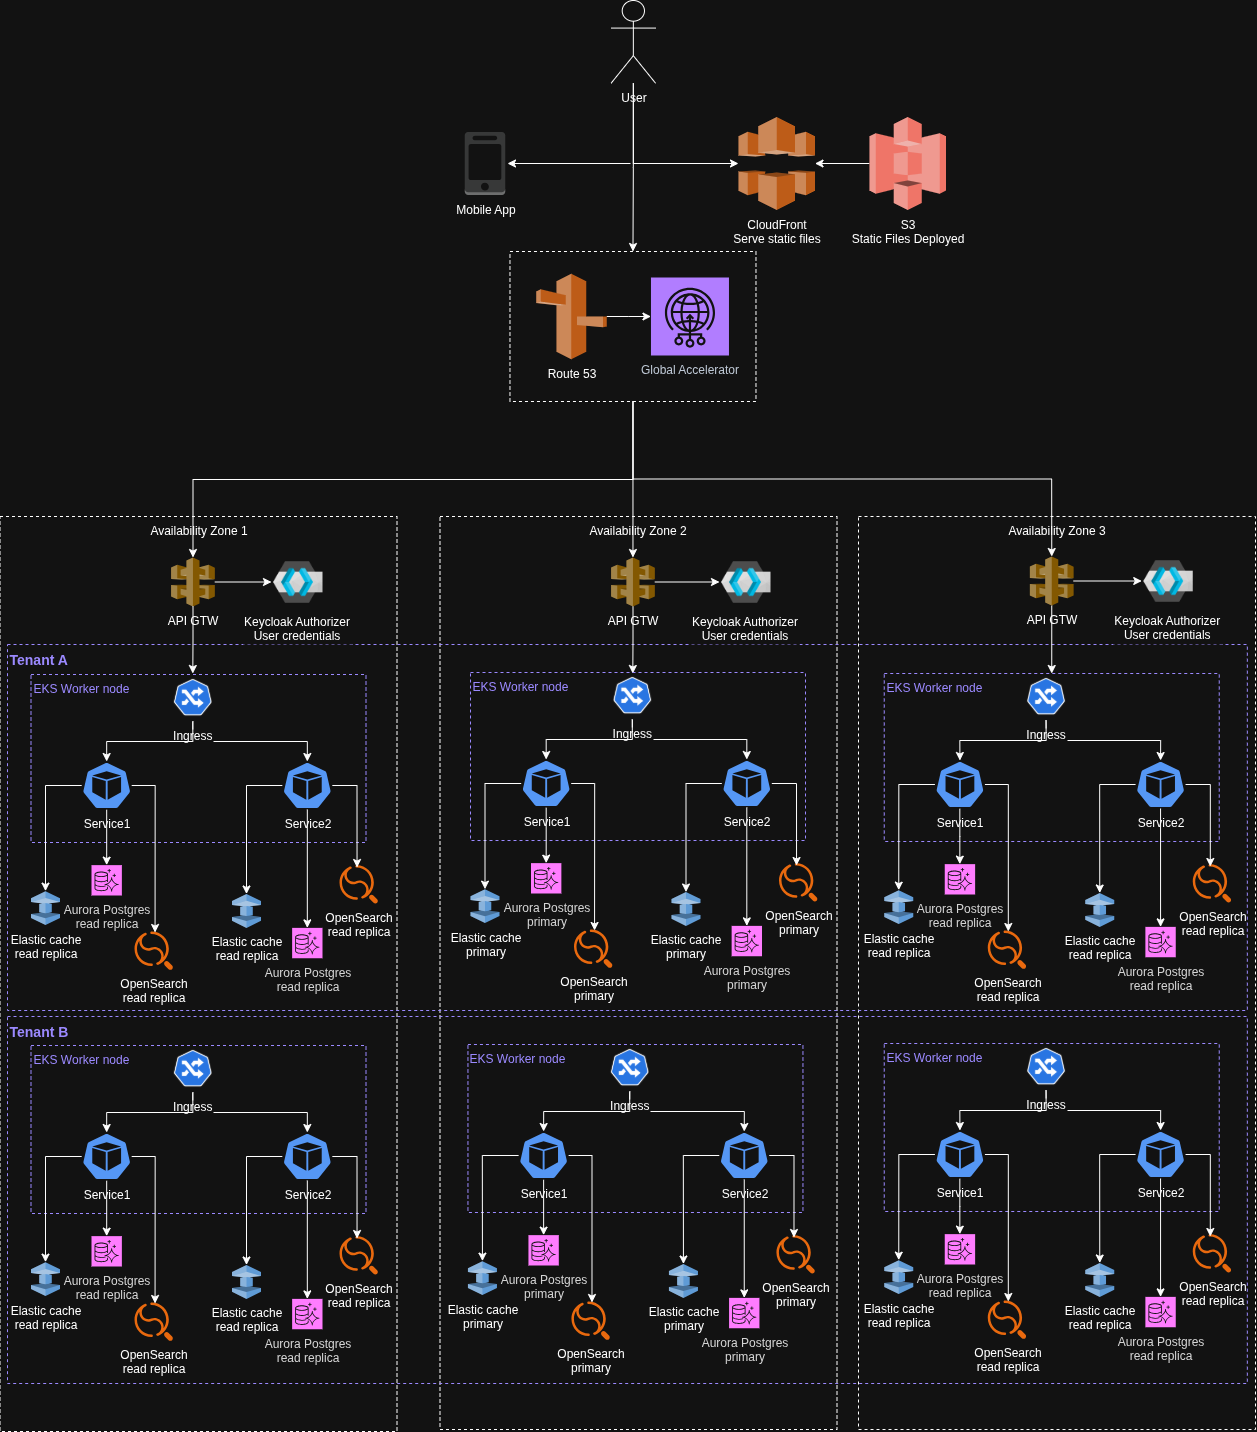 User
Mobile App
CloudFront
Serve static files
S3
Static Files Deployed
Route 53
Global Accelerator
Availability Zone 1
Availability Zone 2
Availability Zone 3
API GTW
Keycloak Authorizer
User credentials
API GTW
Keycloak Authorizer
User credentials
API GTW
Keycloak Authorizer
User credentials
Tenant A
EKS Worker node
Ingress
Service1
Service2
Elastic cache
read replica
Aurora Postgres
read replica
OpenSearch
read replica
Elastic cache
read replica
Aurora Postgres
read replica
OpenSearch
read replica
EKS Worker node
Ingress
Service1
Service2
Elastic cache
primary
Aurora Postgres
primary
OpenSearch
primary
Elastic cache
primary
Aurora Postgres
primary
OpenSearch
primary
EKS Worker node
Ingress
Service1
Service2
Elastic cache
read replica
Aurora Postgres
read replica
OpenSearch
read replica
Elastic cache
read replica
Aurora Postgres
read replica
OpenSearch
read replica
Tenant B
EKS Worker node
Ingress
Service1
Service2
Elastic cache
read replica
Aurora Postgres
read replica
OpenSearch
read replica
Elastic cache
read replica
Aurora Postgres
read replica
OpenSearch
read replica
EKS Worker node
Ingress
Service1
Service2
Elastic cache
primary
Aurora Postgres
primary
OpenSearch
primary
Elastic cache
primary
Aurora Postgres
primary
OpenSearch
primary
EKS Worker node
Ingress
Service1
Service2
Elastic cache
read replica
Aurora Postgres
read replica
OpenSearch
read replica
Elastic cache
read replica
Aurora Postgres
read replica
OpenSearch
read replica